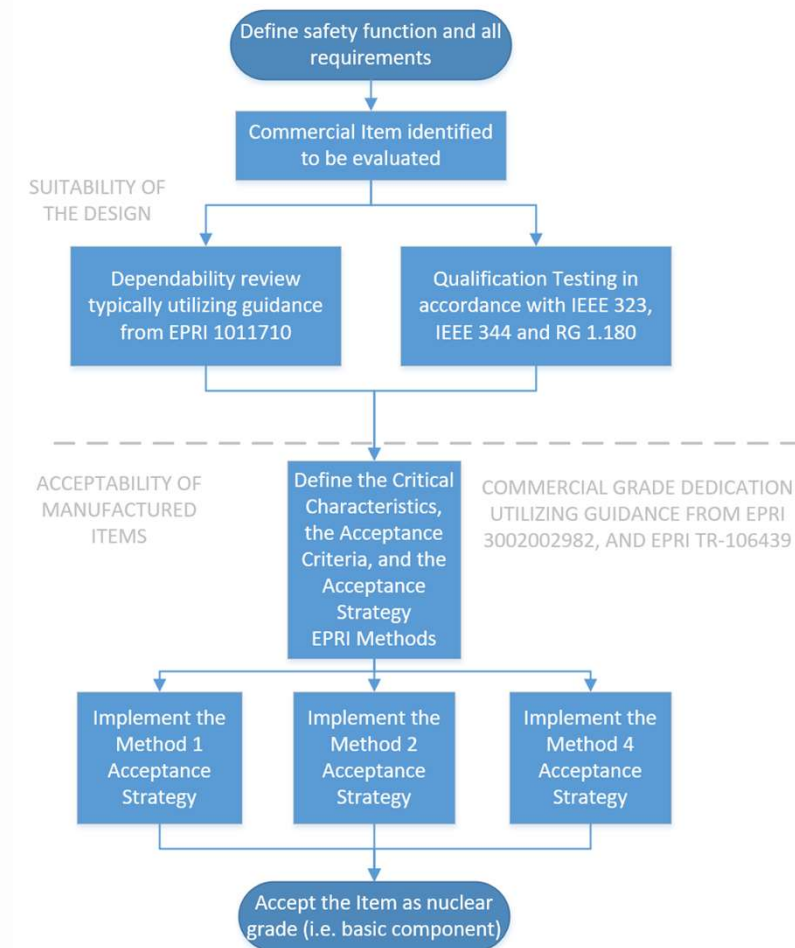 Define safety function and all
requirements
Commercial Item identified
to be evaluated
SUITABILITY OF
THE DESIGN
Dependability review
typically utilizing guidance
from EPRI 1011710
Qualification Testing in
accordance with IEEE 323,
IEEE 344 and RG 1.180
ACCEPTABILITY OF
MANUFACTURED
ITEMS
Define the Critical
Characteristics,
the Acceptance
Criteria, and the
Acceptance
Strategy
EPRI Methods
COMMERCIAL GRADE DEDICATION
UTILIZING GUIDANCE FROM EPRI
3002002982, AND EPRI TR-106439
Implement the
Method 1
Acceptance
Strategy
Implement the
Method 2
Acceptance
Strategy
Implement the
Method 4
Acceptance
Strategy
Accept the Item as nuclear
grade (i.e. basic component)